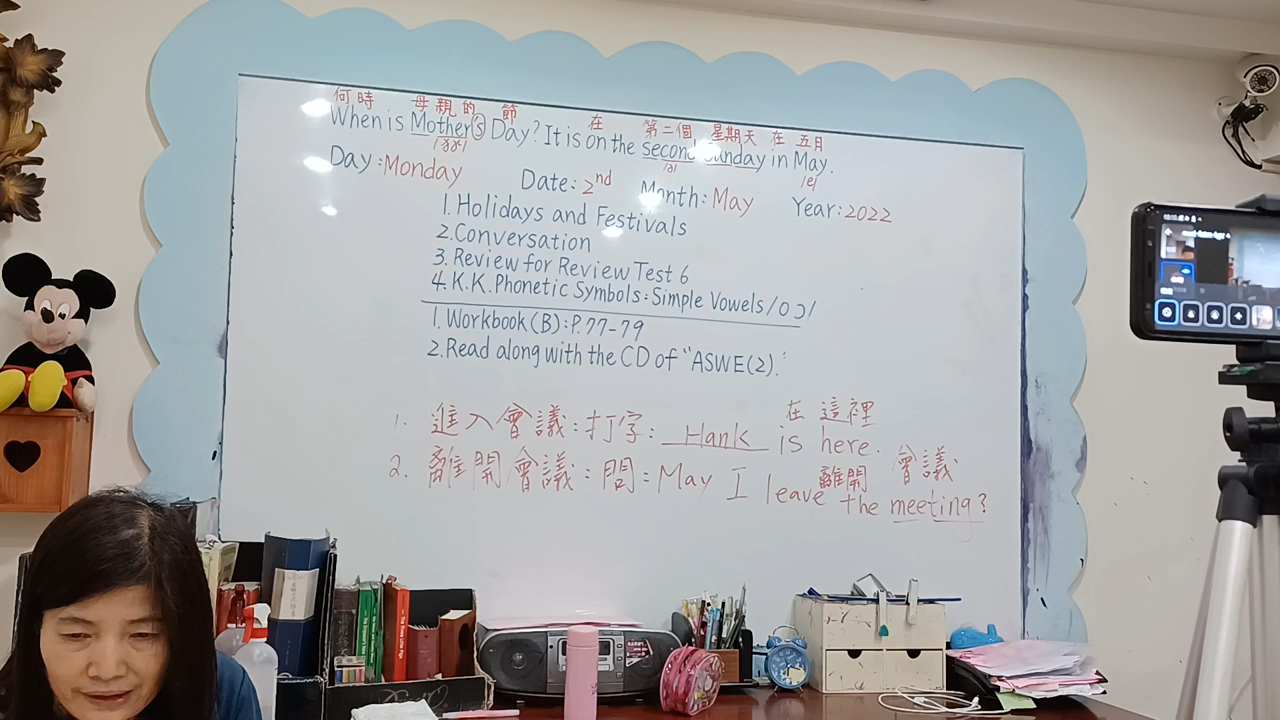 何時 母親的 節 在 第二個 星期天 在 五月
When is Mother's Day? It is on the second Sunday in May.
Day: Monday Date: 2nd Month: May Year: 2022
1. Holidays and Festivals
2. Conversation
3. Review for Review Test 6
4. K.K. Phonetic Symbols: Simple Vowels /o ɔ/
1. Workbook (B): P.77-79
2. Read along with the CD of "ASWE(2)."
在 這裡
1. 進入會議: 打字: Hank is here.
離開 會議
2. 離開會議: 問: May I leave the meeting?